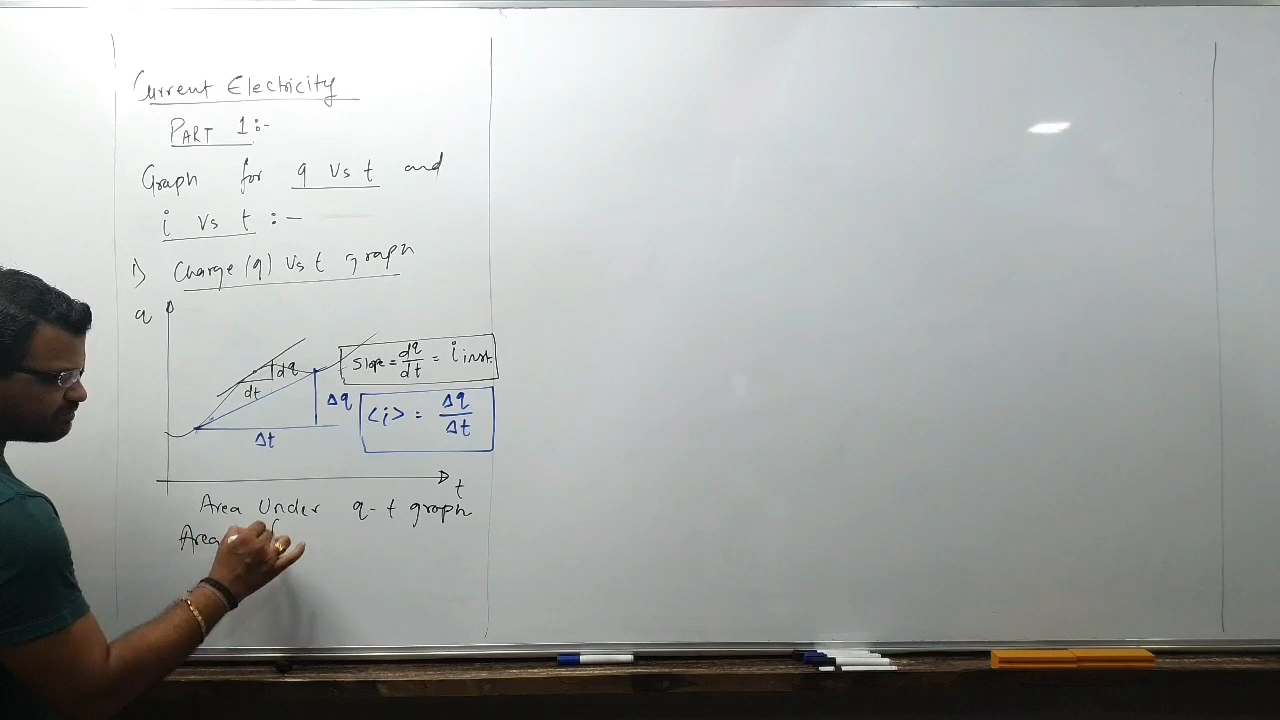 Current Electricity
PART 1:-
Graph for q Vs t and
i Vs t :-
1) Charge (q) Vs t graph
q
Slope = dq/dt = i inst.
dq
dt
Δq
<i> = Δq/Δt
Δt
t
Area Under q-t graph
Area